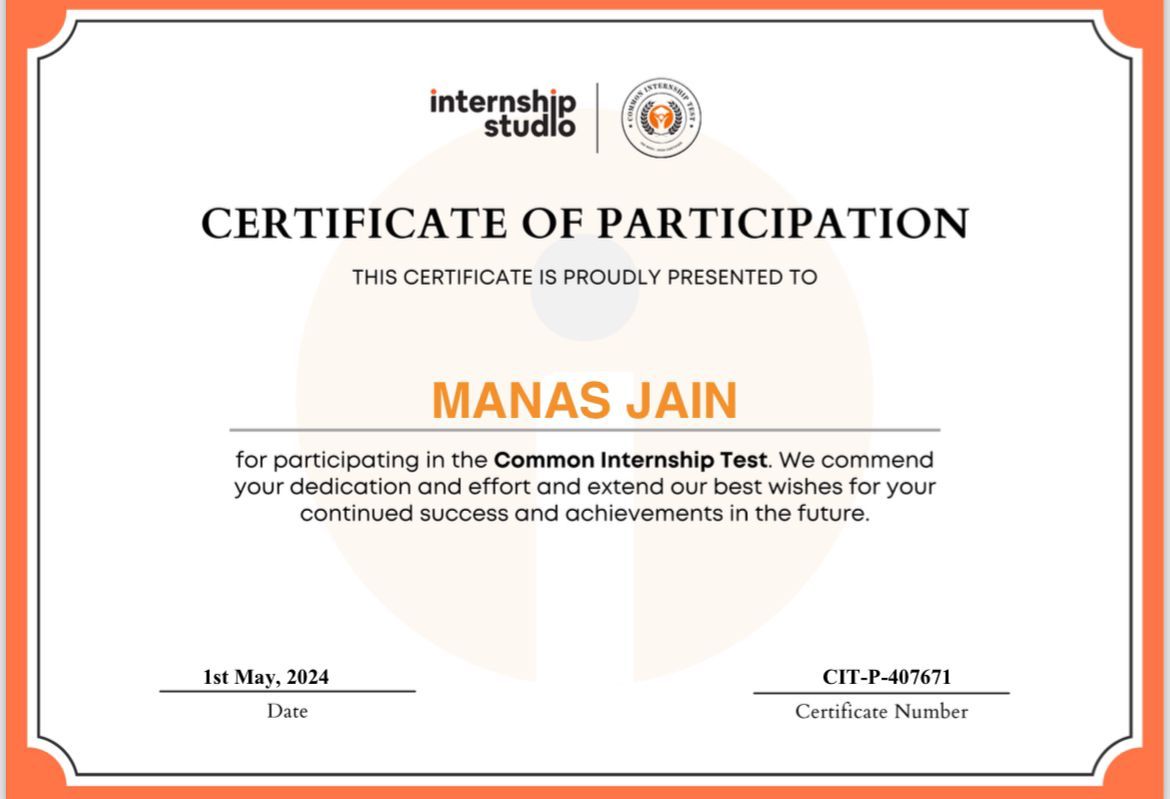 internship
studio
COMMON INTERNSHIP TEST
CERTIFICATE OF PARTICIPATION
THIS CERTIFICATE IS PROUDLY PRESENTED TO
MANAS JAIN
for participating in the Common Internship Test. We commend
your dedication and effort and extend our best wishes for your
continued success and achievements in the future.
1st May, 2024
CIT-P-407671
Date
Certificate Number